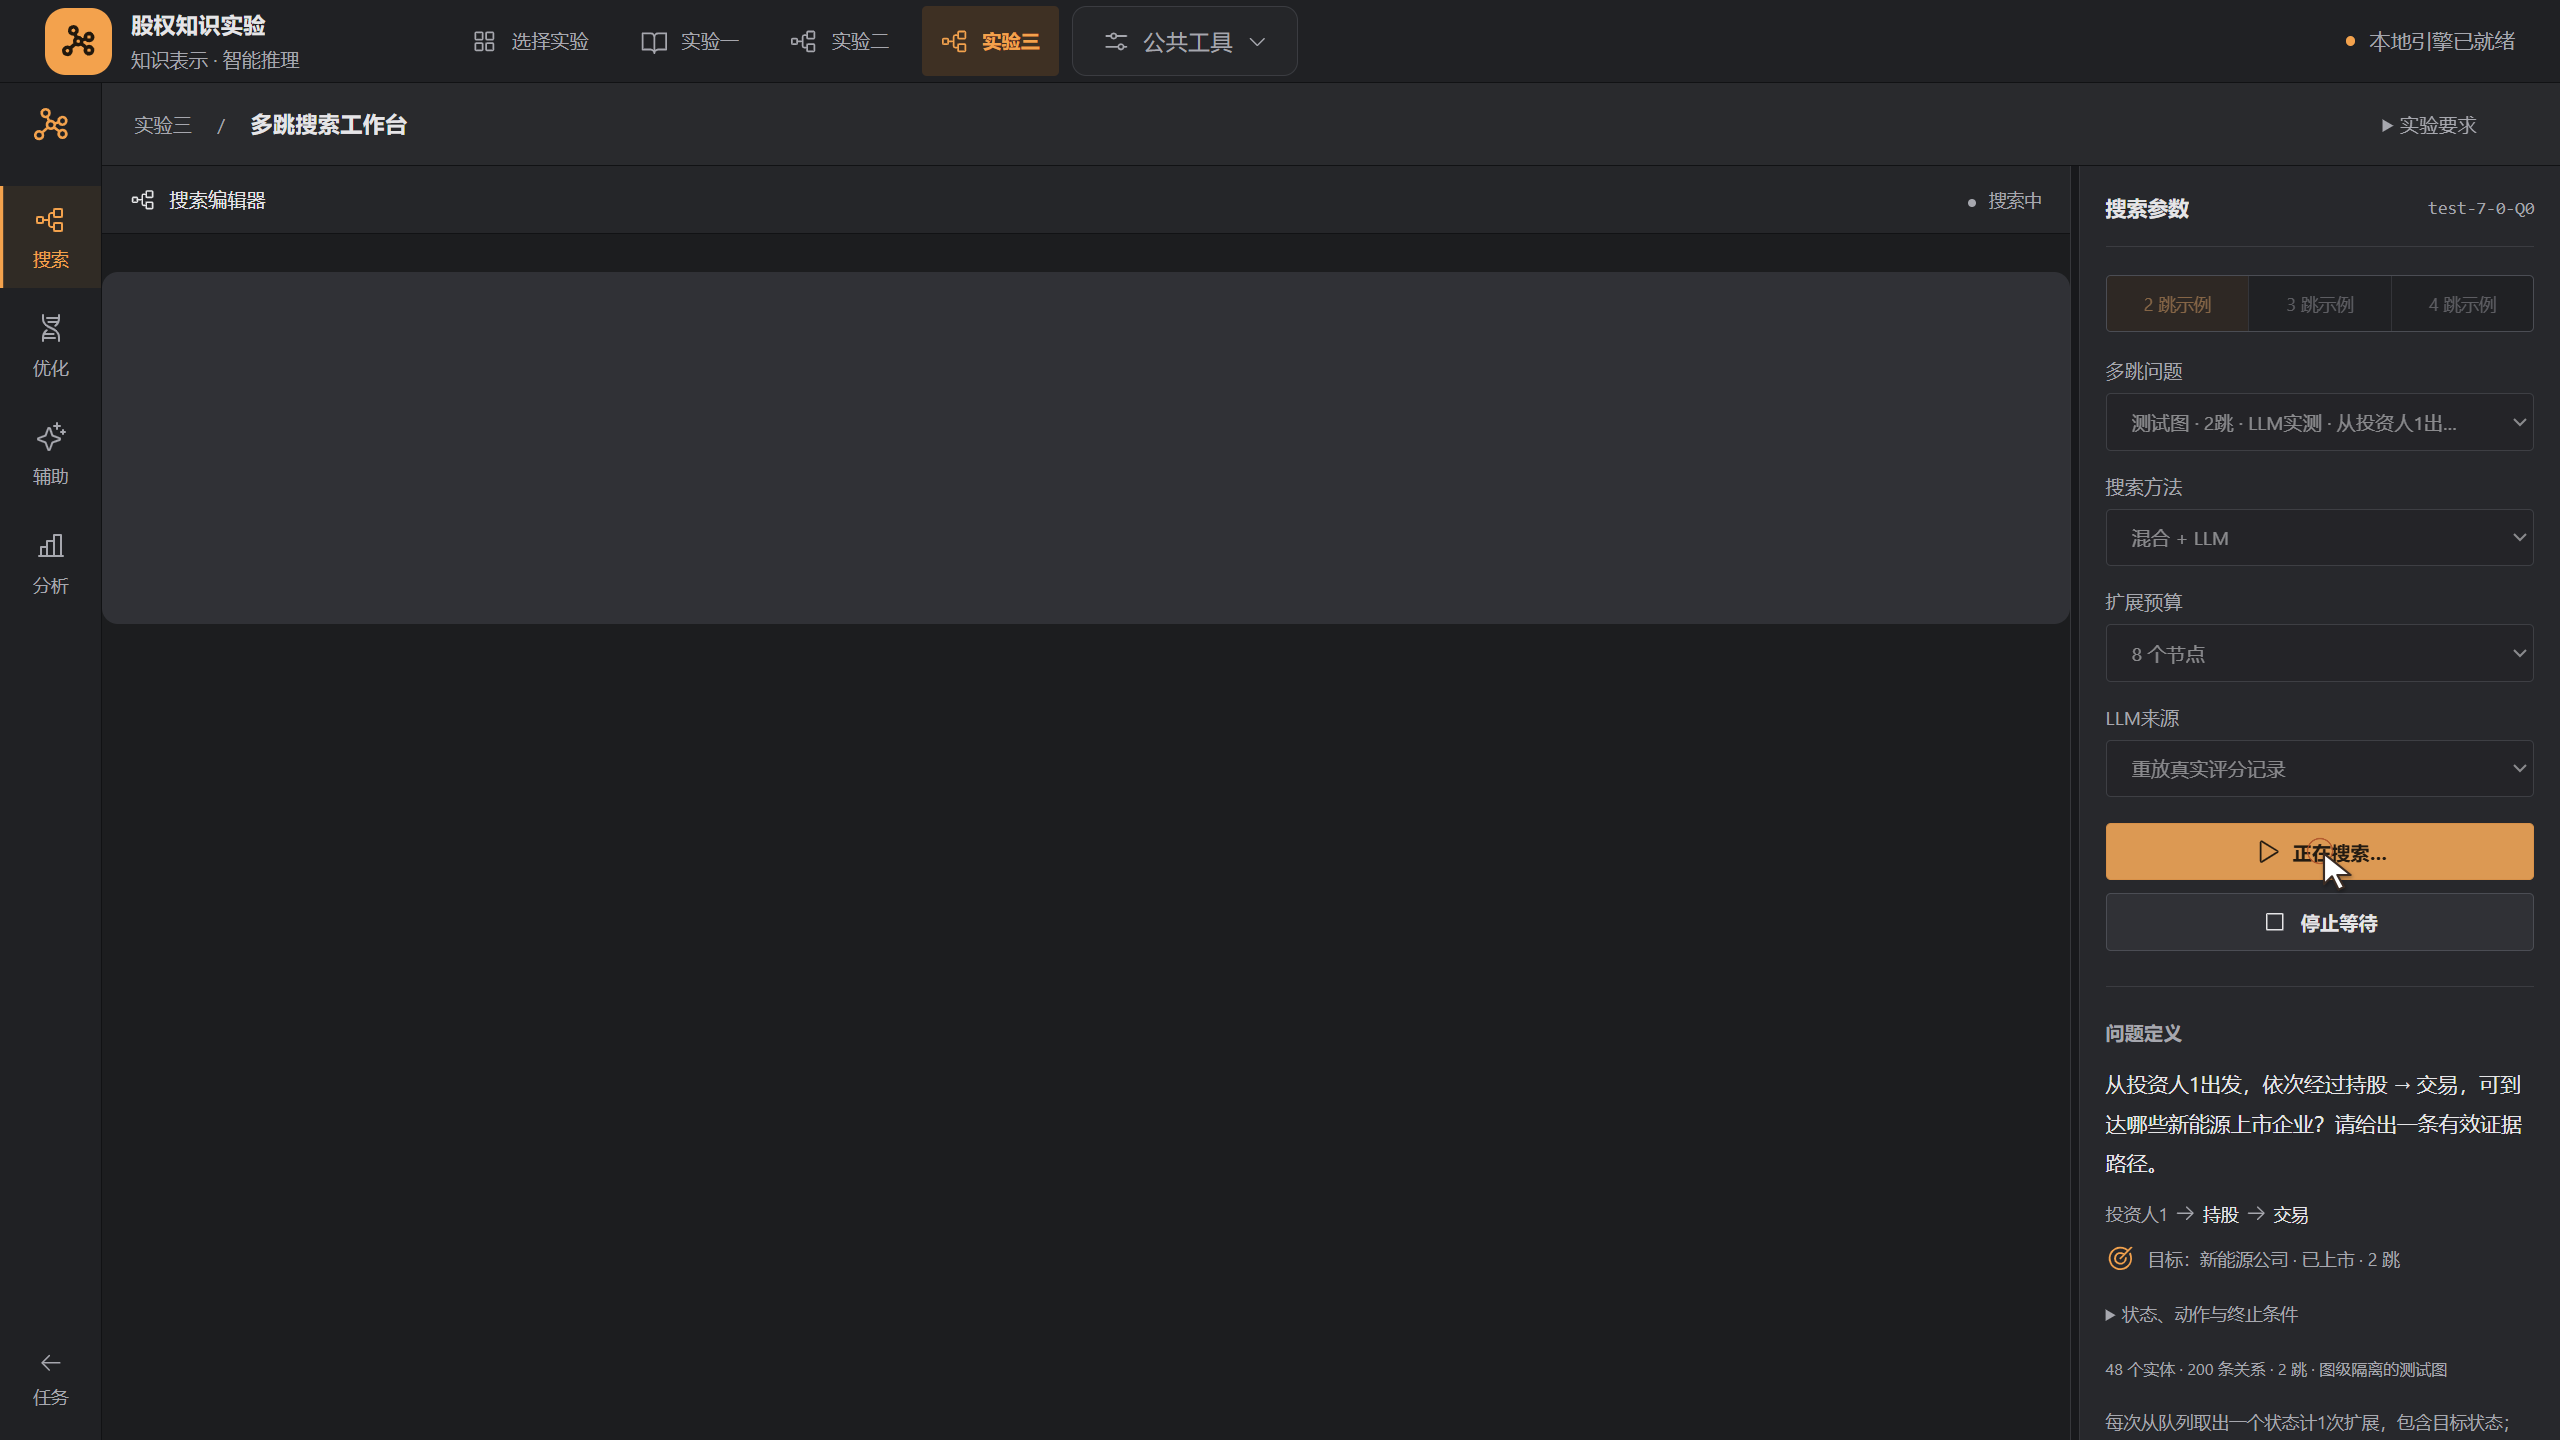 股权知识实验
知识表示 · 智能推理
选择实验
实验一
实验二
实验三
公共工具
本地引擎已就绪
实验三 / 多跳搜索工作台
实验要求
搜索
优化
辅助
分析
任务
搜索编辑器
搜索中
搜索参数
test-7-0-Q0
2 跳示例
3 跳示例
4 跳示例
多跳问题
测试图 · 2跳 · LLM实测 · 从投资人1出...
搜索方法
混合 + LLM
扩展预算
8 个节点
LLM来源
重放真实评分记录
正在搜索...
停止等待
问题定义
从投资人1出发，依次经过持股 → 交易，可到
达哪些新能源上市企业？请给出一条有效证据
路径。
投资人1 → 持股 → 交易
目标：新能源公司 · 已上市 · 2 跳
状态、动作与终止条件
48 个实体 · 200 条关系 · 2 跳 · 图级隔离的测试图
每次从队列取出一个状态计1次扩展，包含目标状态；